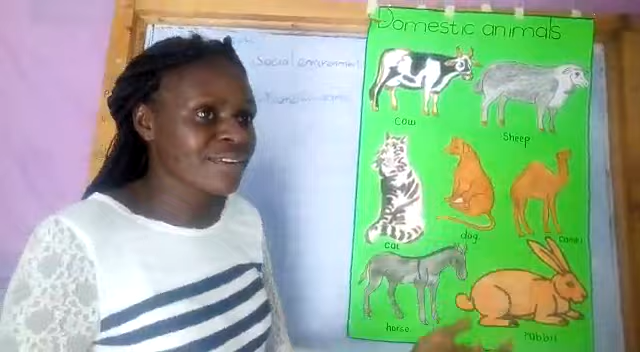 Domestic animals
Social environment
Cow
Sheep
Cat
dog
Camel
horse
Rabbit